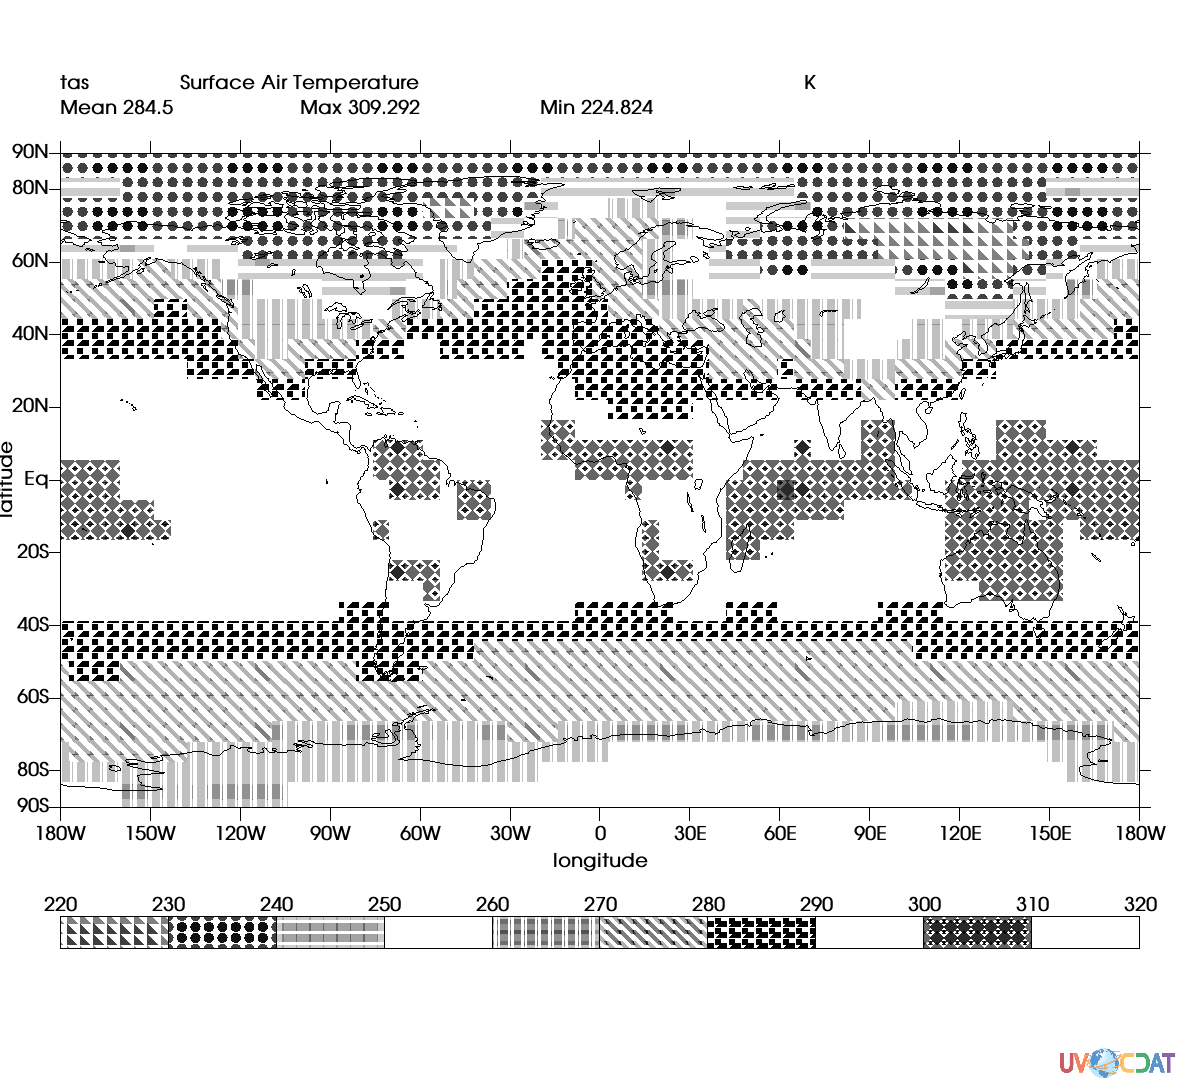 tas Surface Air Temperature K
Mean 284.5 Max 309.292 Min 224.824
90N
80N
60N
40N
20N
Eq
20S
40S
60S
80S
90S
latitude
180W 150W 120W 90W 60W 30W 0 30E 60E 90E 120E 150E 180W
longitude
220 230 240 250 260 270 280 290 300 310 320
UVCDAT